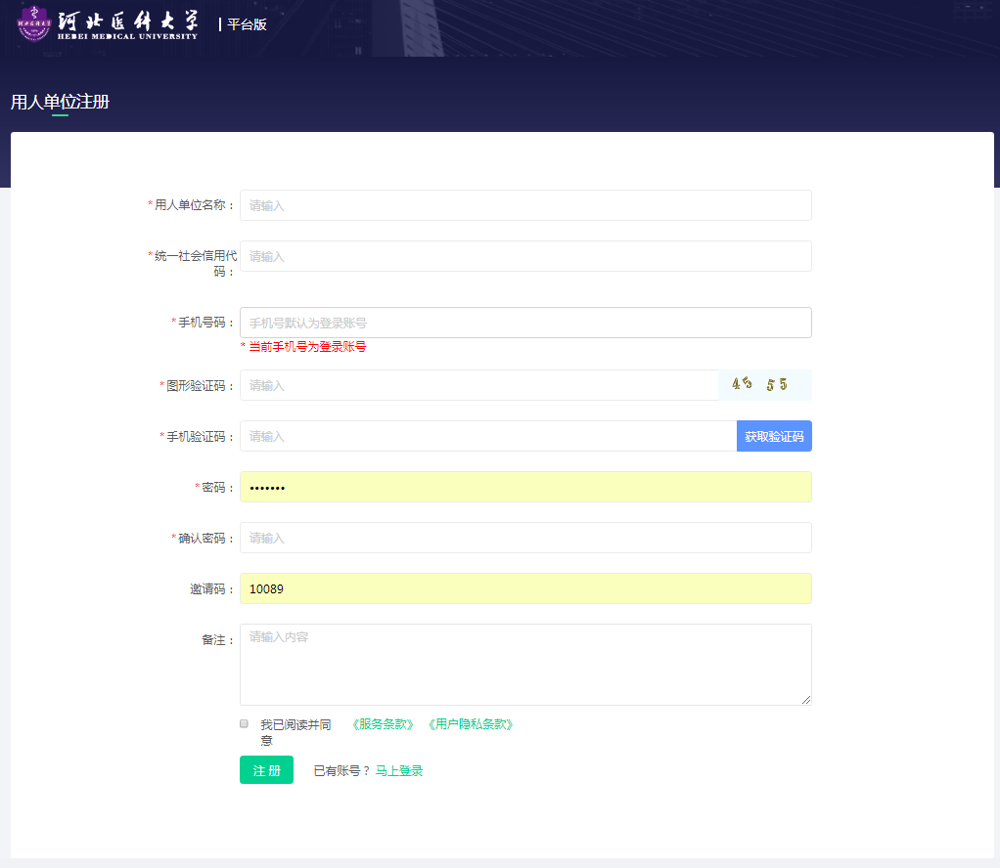 河北医科大学
HEBEI MEDICAL UNIVERSITY
平台版
用人单位注册
*用人单位名称： 请输入
*统一社会信用代
码： 请输入
*手机号码： 手机号默认为登录账号
* 当前手机号为登录账号
*图形验证码： 请输入 4555
*手机验证码： 请输入 获取验证码
*密码： •••••••
*确认密码： 请输入
邀请码： 10089
备注： 请输入内容
我已阅读并同
意 《服务条款》 《用户隐私条款》
注 册 已有账号？ 马上登录